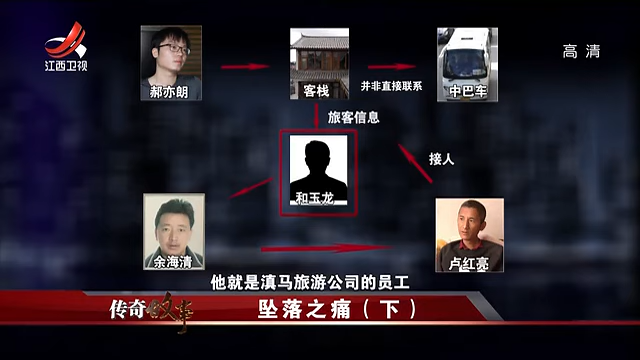 江西卫视
高清
郝亦朗
客栈
并非直接联系
中巴车
旅客信息
接人
和玉龙
余海清
卢红亮
他就是滇马旅游公司的员工
传奇故事
坠落之痛（下）